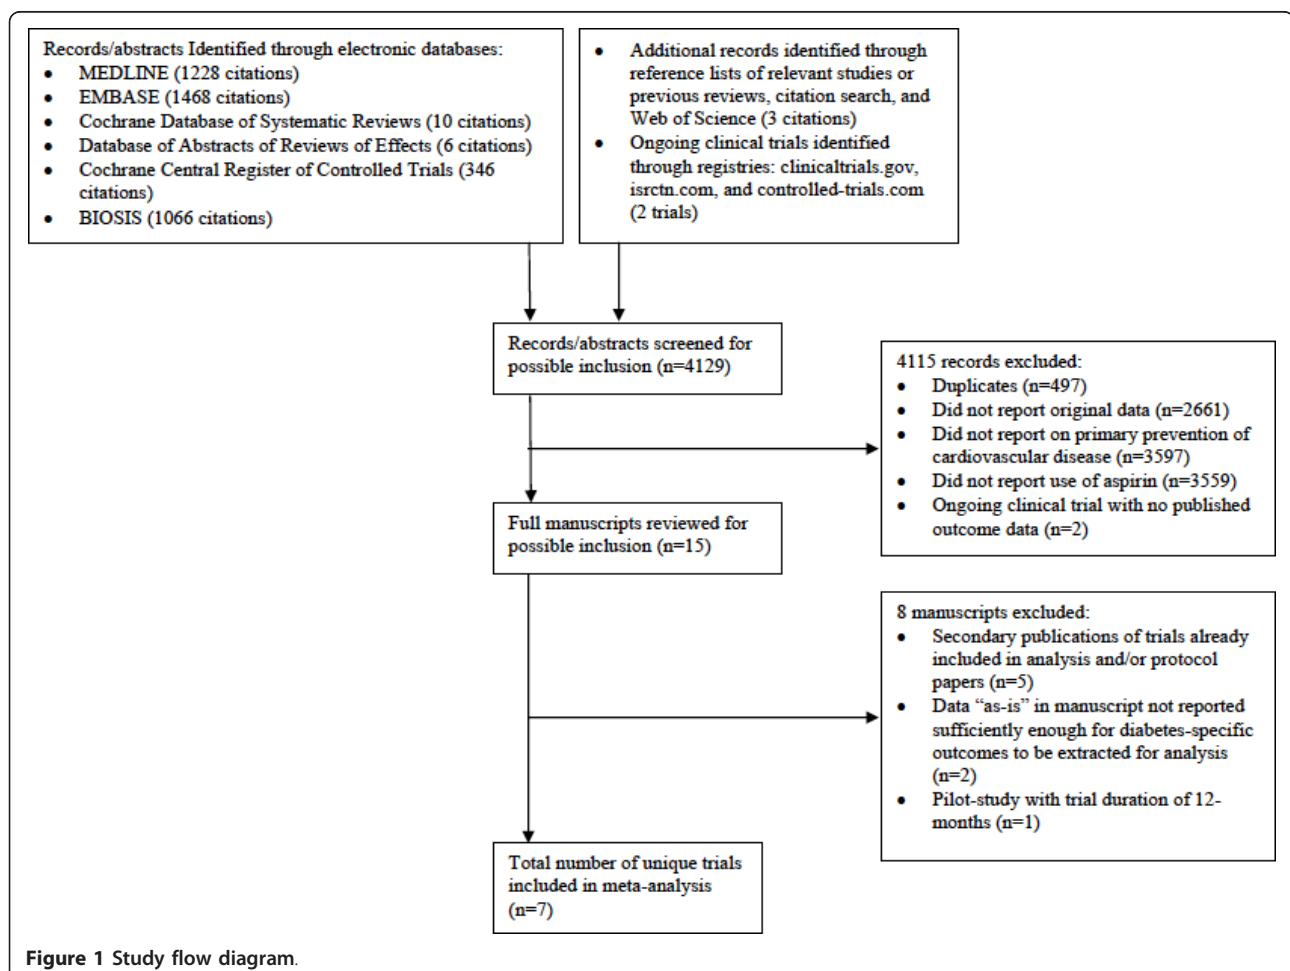 Records/abstracts Identified through electronic databases:
• MEDLINE (1228 citations)
• EMBASE (1468 citations)
• Cochrane Database of Systematic Reviews (10 citations)
• Database of Abstracts of Reviews of Effects (6 citations)
• Cochrane Central Register of Controlled Trials (346
citations)
• BIOSIS (1066 citations)
• Additional records identified through
reference lists of relevant studies or
previous reviews, citation search, and
Web of Science (3 citations)
• Ongoing clinical trials identified
through registries: clinicaltrials.gov,
isrctn.com, and controlled-trials.com
(2 trials)
Records/abstracts screened for
possible inclusion (n=4129)
4115 records excluded:
• Duplicates (n=497)
• Did not report original data (n=2661)
• Did not report on primary prevention of
cardiovascular disease (n=3597)
• Did not report use of aspirin (n=3559)
• Ongoing clinical trial with no published
outcome data (n=2)
Full manuscripts reviewed for
possible inclusion (n=15)
8 manuscripts excluded:
• Secondary publications of trials already
included in analysis and/or protocol
papers (n=5)
• Data “as-is” in manuscript not reported
sufficiently enough for diabetes-specific
outcomes to be extracted for analysis
(n=2)
• Pilot-study with trial duration of 12-
months (n=1)
Total number of unique trials
included in meta-analysis
(n=7)
Figure 1 Study flow diagram.